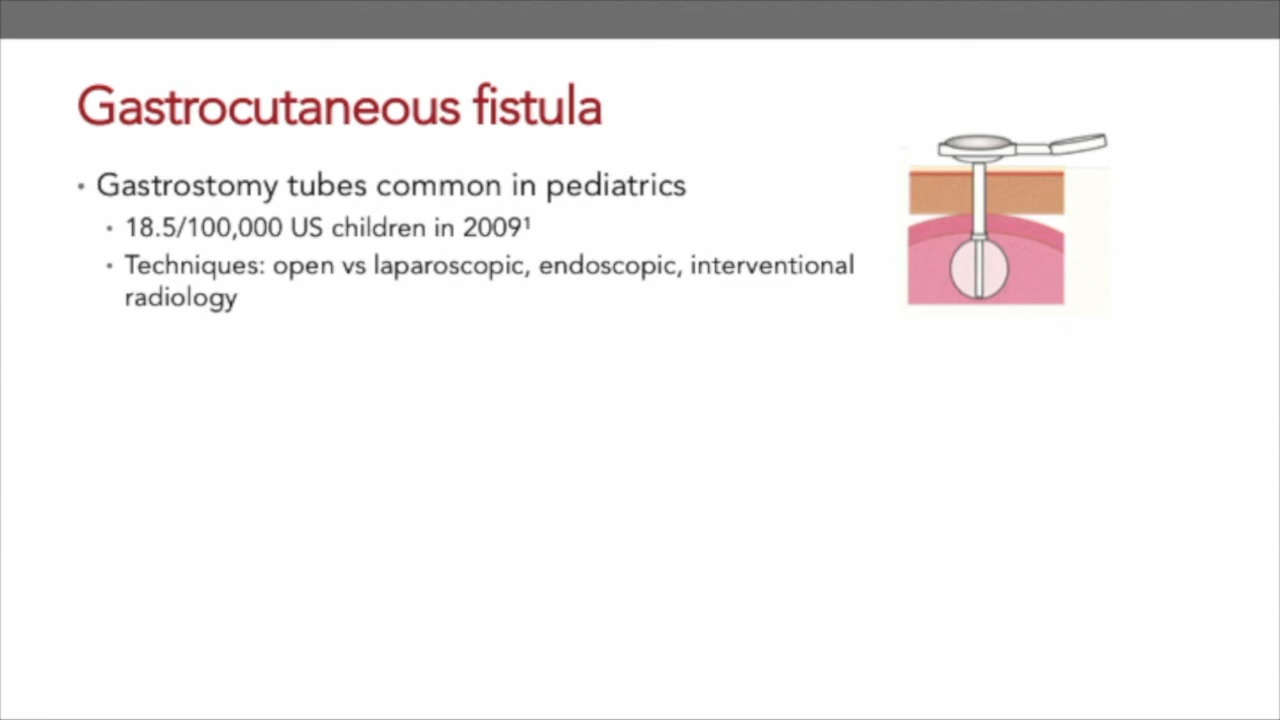 Gastrocutaneous fistula
• Gastrostomy tubes common in pediatrics
• 18.5/100,000 US children in 2009¹
• Techniques: open vs laparoscopic, endoscopic, interventional
radiology